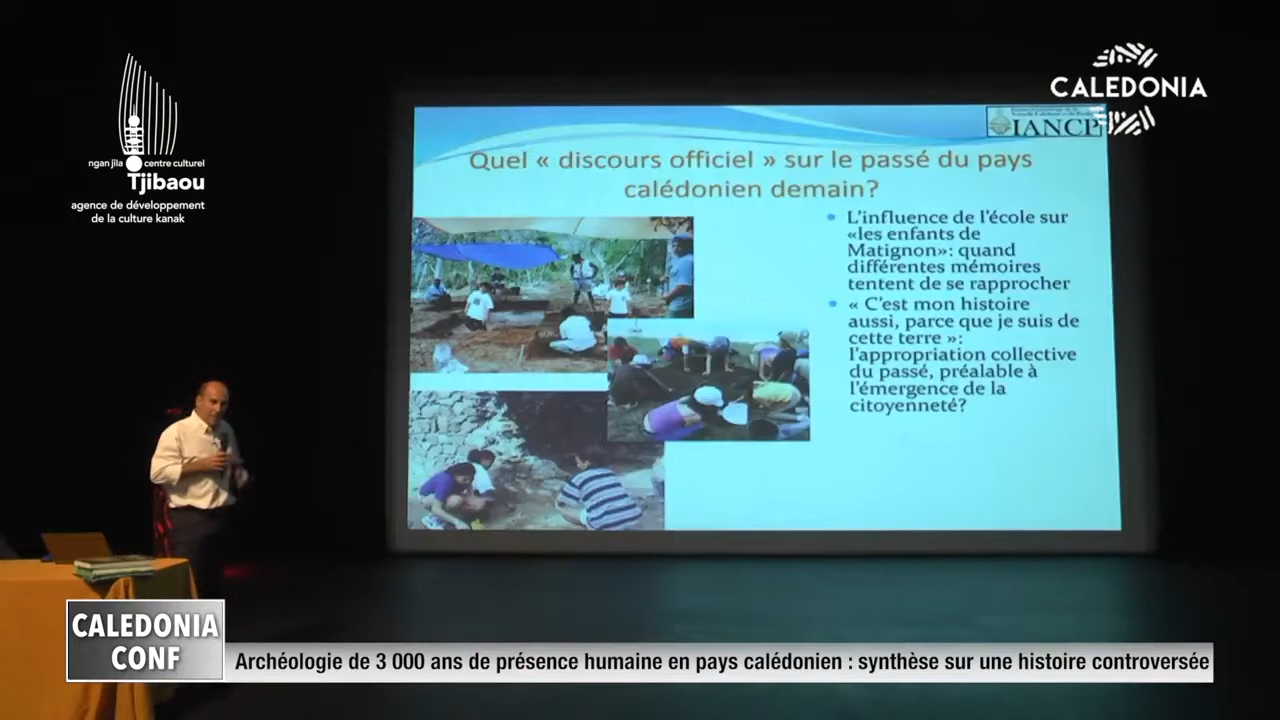 ngan jila centre culturel
Tjibaou
agence de développement
de la culture kanak
CALEDONIA
IANCP
Quel « discours officiel » sur le passé du pays
calédonien demain?
L'influence de l'école sur
«les enfants de
Matignon»: quand
différentes mémoires
tentent de se rapprocher
« C'est mon histoire
aussi, parce que je suis de
cette terre »:
l'appropriation collective
du passé, préalable à
l'émergence de la
citoyenneté?
CALEDONIA
CONF
Archéologie de 3 000 ans de présence humaine en pays calédonien : synthèse sur une histoire controversée